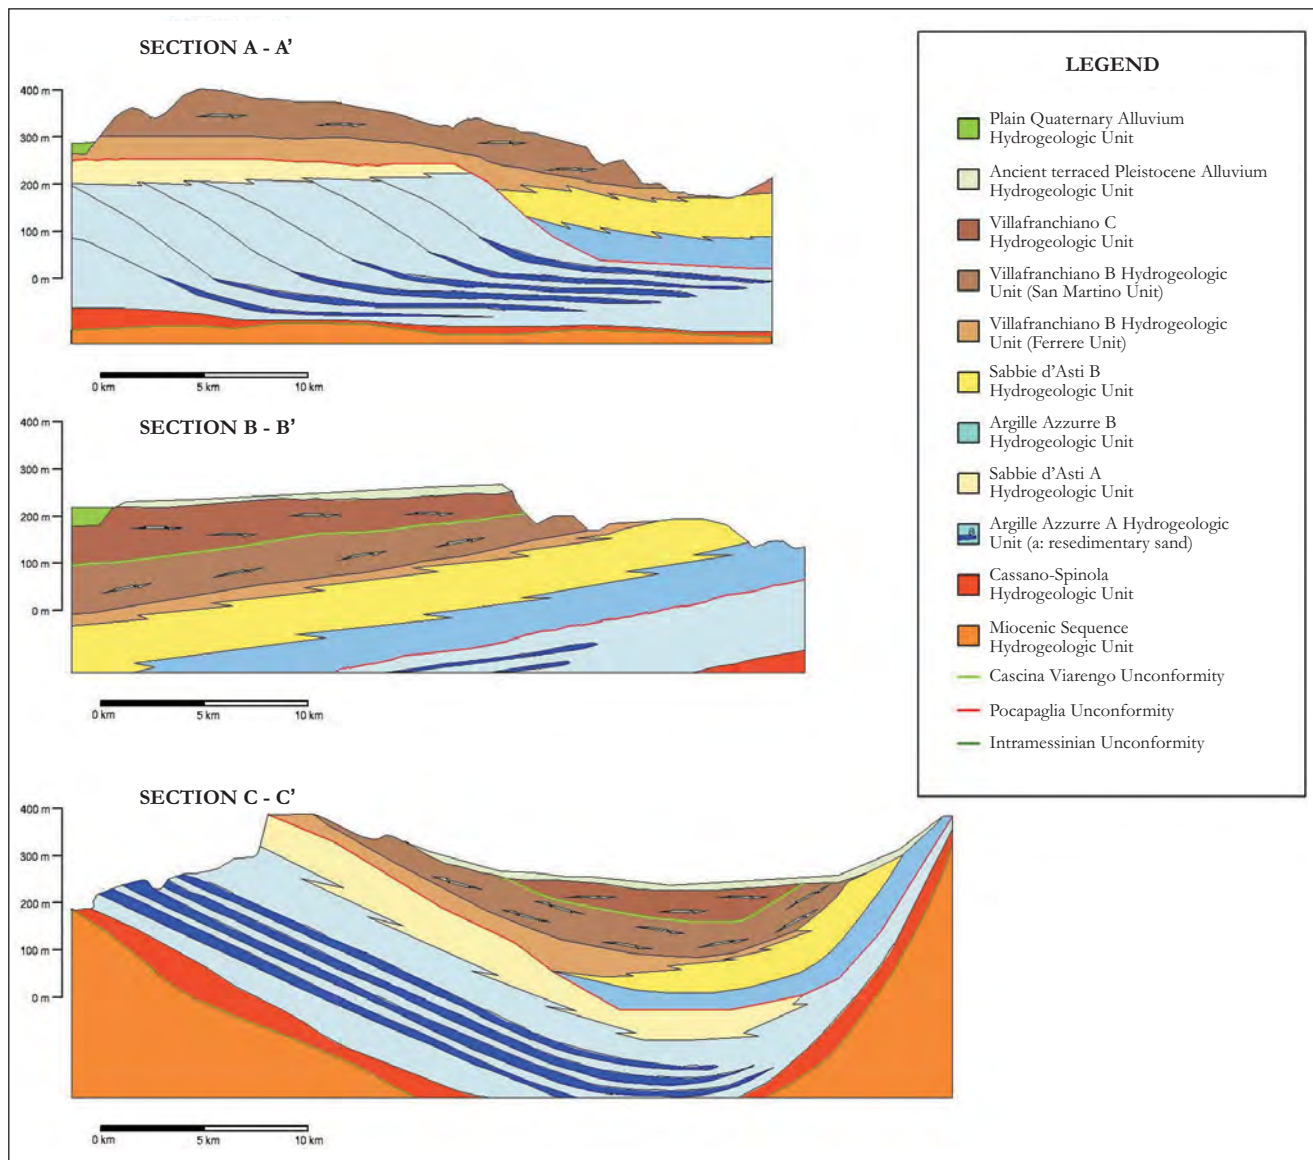 SECTION A - A'
400 m
300 m
200 m
100 m
0 m
0 km
5 km
10 km
SECTION B - B'
400 m
300 m
200 m
100 m
0 m
0 km
5 km
10 km
SECTION C - C'
400 m
300 m
200 m
100 m
0 m
0 km
5 km
10 km
LEGEND
Plain Quaternary Alluvium
Hydrogeologic Unit
Ancient terraced Pleistocene Alluvium
Hydrogeologic Unit
Villafranchiano C
Hydrogeologic Unit
Villafranchiano B Hydrogeologic
Unit (San Martino Unit)
Villafranchiano B Hydrogeologic
Unit (Ferrere Unit)
Sabbie d'Asti B
Hydrogeologic Unit
Argille Azzurre B
Hydrogeologic Unit
Sabbie d'Asti A
Hydrogeologic Unit
a
Argille Azzurre A Hydrogeologic
Unit (a: resedimentary sand)
Cassano-Spinola
Hydrogeologic Unit
Miocenic Sequence
Hydrogeologic Unit
Cascina Viarengo Unconformity
Pocapaglia Unconformity
Intramessinian Unconformity